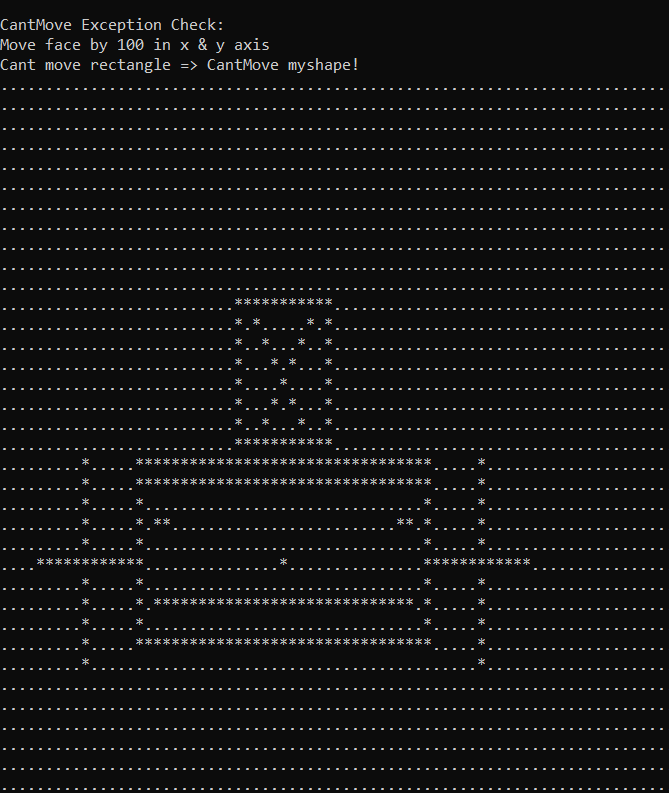 CantMove Exception Check:
Move face by 100 in x & y axis
Cant move rectangle => CantMove myshape!